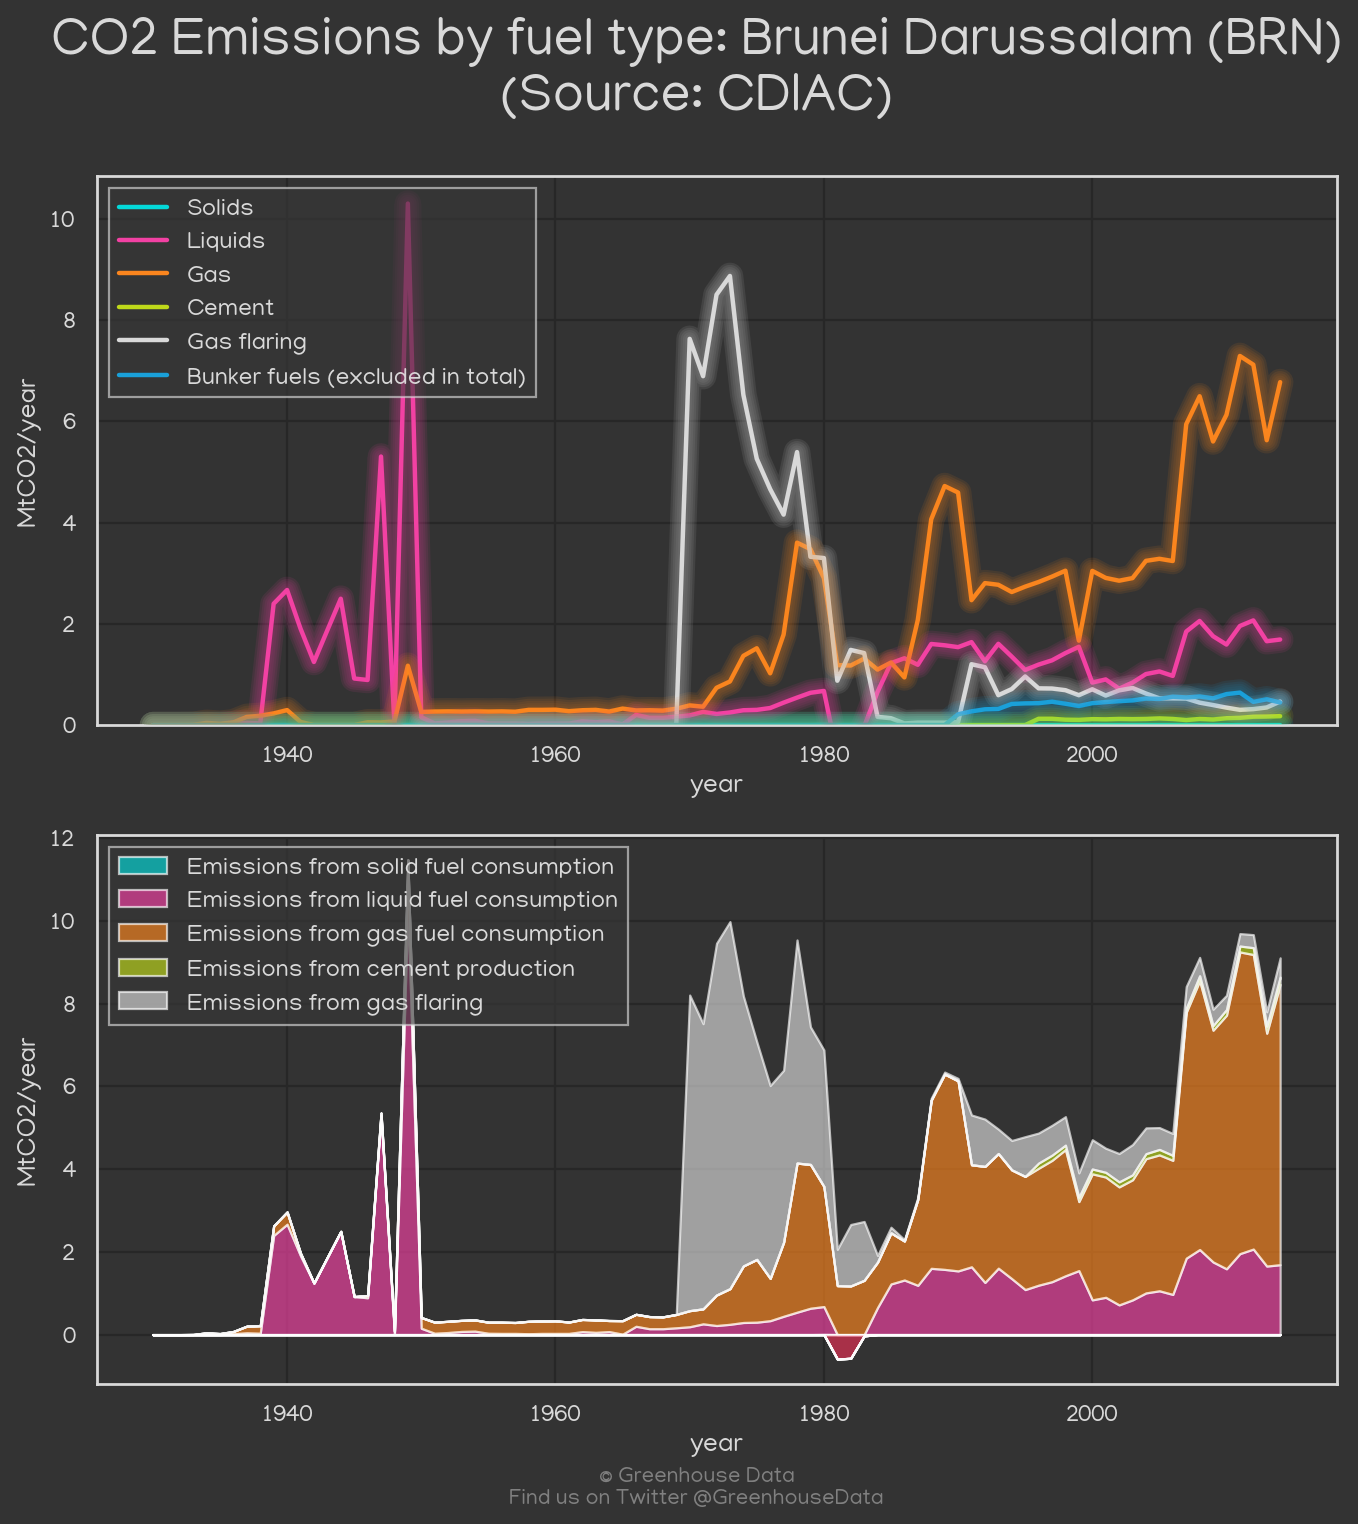 CO2 Emissions by fuel type: Brunei Darussalam (BRN)
(Source: CDIAC)
Solids
Liquids
Gas
Cement
Gas flaring
Bunker fuels (excluded in total)
10
8
6
4
2
0
MtCO2/year
1940 1960 1980 2000
year
Emissions from solid fuel consumption
Emissions from liquid fuel consumption
Emissions from gas fuel consumption
Emissions from cement production
Emissions from gas flaring
12
10
8
6
4
2
0
MtCO2/year
1940 1960 1980 2000
year
© Greenhouse Data
Find us on Twitter @GreenhouseData